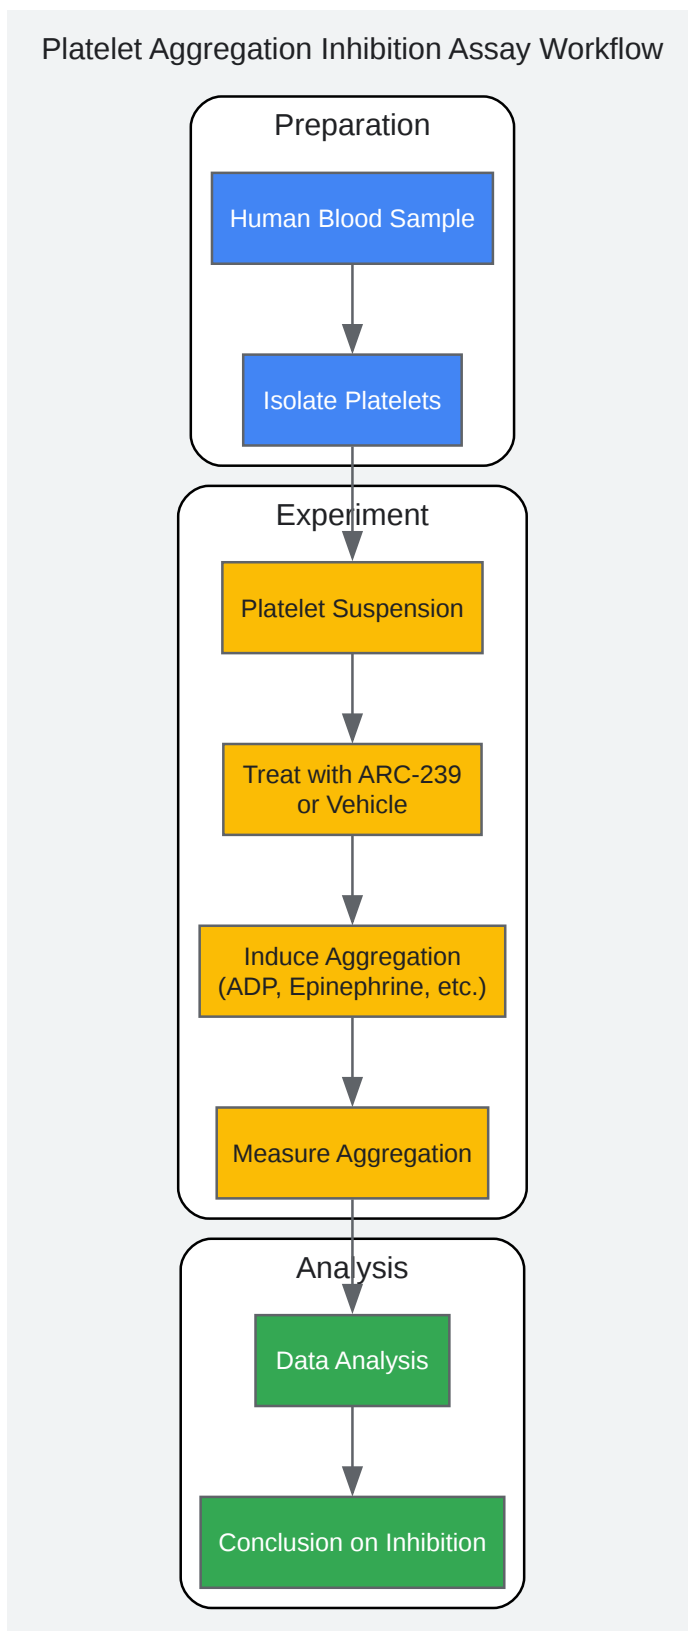 Platelet Aggregation Inhibition Assay Workflow
Preparation
Human Blood Sample
Isolate Platelets
Experiment
Platelet Suspension
Treat with ARC-239
or Vehicle
Induce Aggregation
(ADP, Epinephrine, etc.)
Measure Aggregation
Analysis
Data Analysis
Conclusion on Inhibition